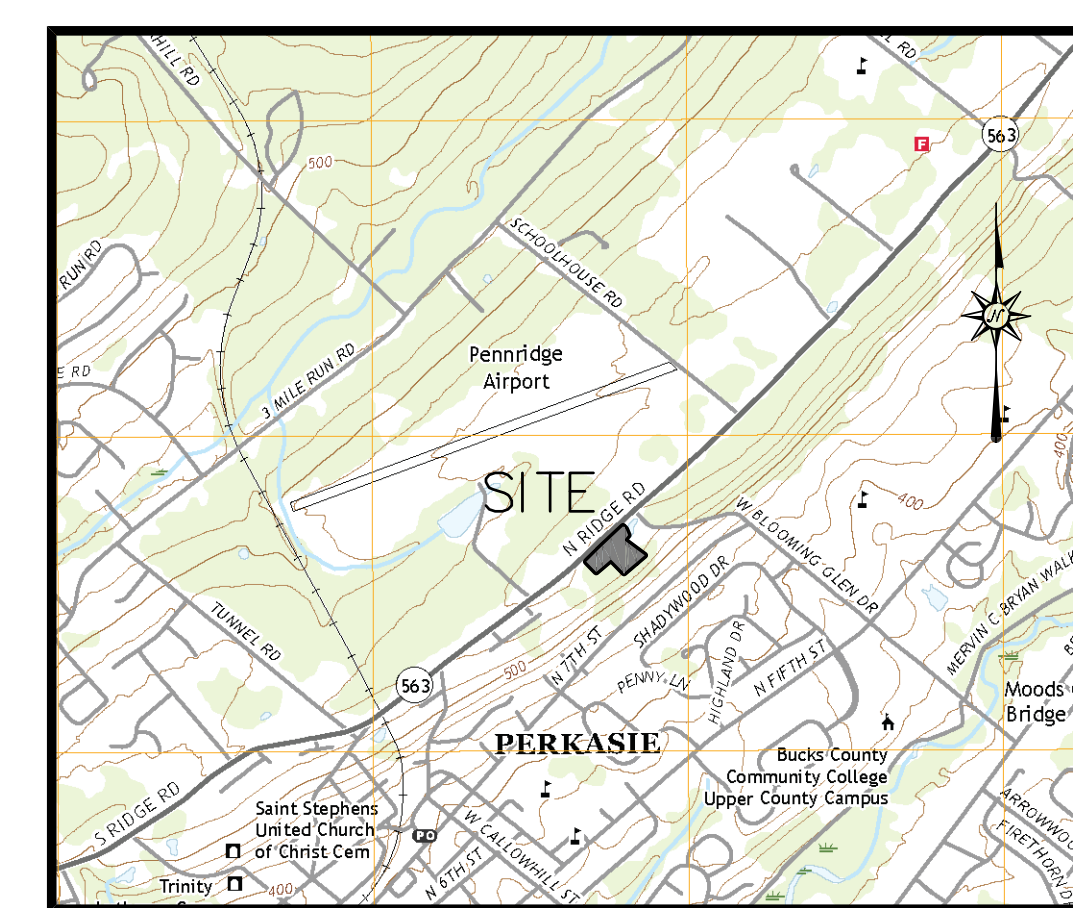 HILL RD
L RD
563
F
500
SCHOOLHOUSE RD
RUN RD
N
Pennridge
Airport
3 MILE RUN RD
E RD
400
SITE
N RIDGE RD
400
W BLOOMING GLEN DR
SHADYWOOD DR
MERVIN C BRYAN WALK
TUNNEL RD
N 7TH ST
HIGHLAND DR
N FIFTH ST
500
PENNY LN
563
Moods
Bridge
PERKASIE
Bucks County
Community College
Upper County Campus
S RIDGE RD
Saint Stephens
United Church
of Christ Cem
PO
W CALLOWHILL ST
N 6TH ST
ARROWWOO
FIRETHORN D
Trinity
400